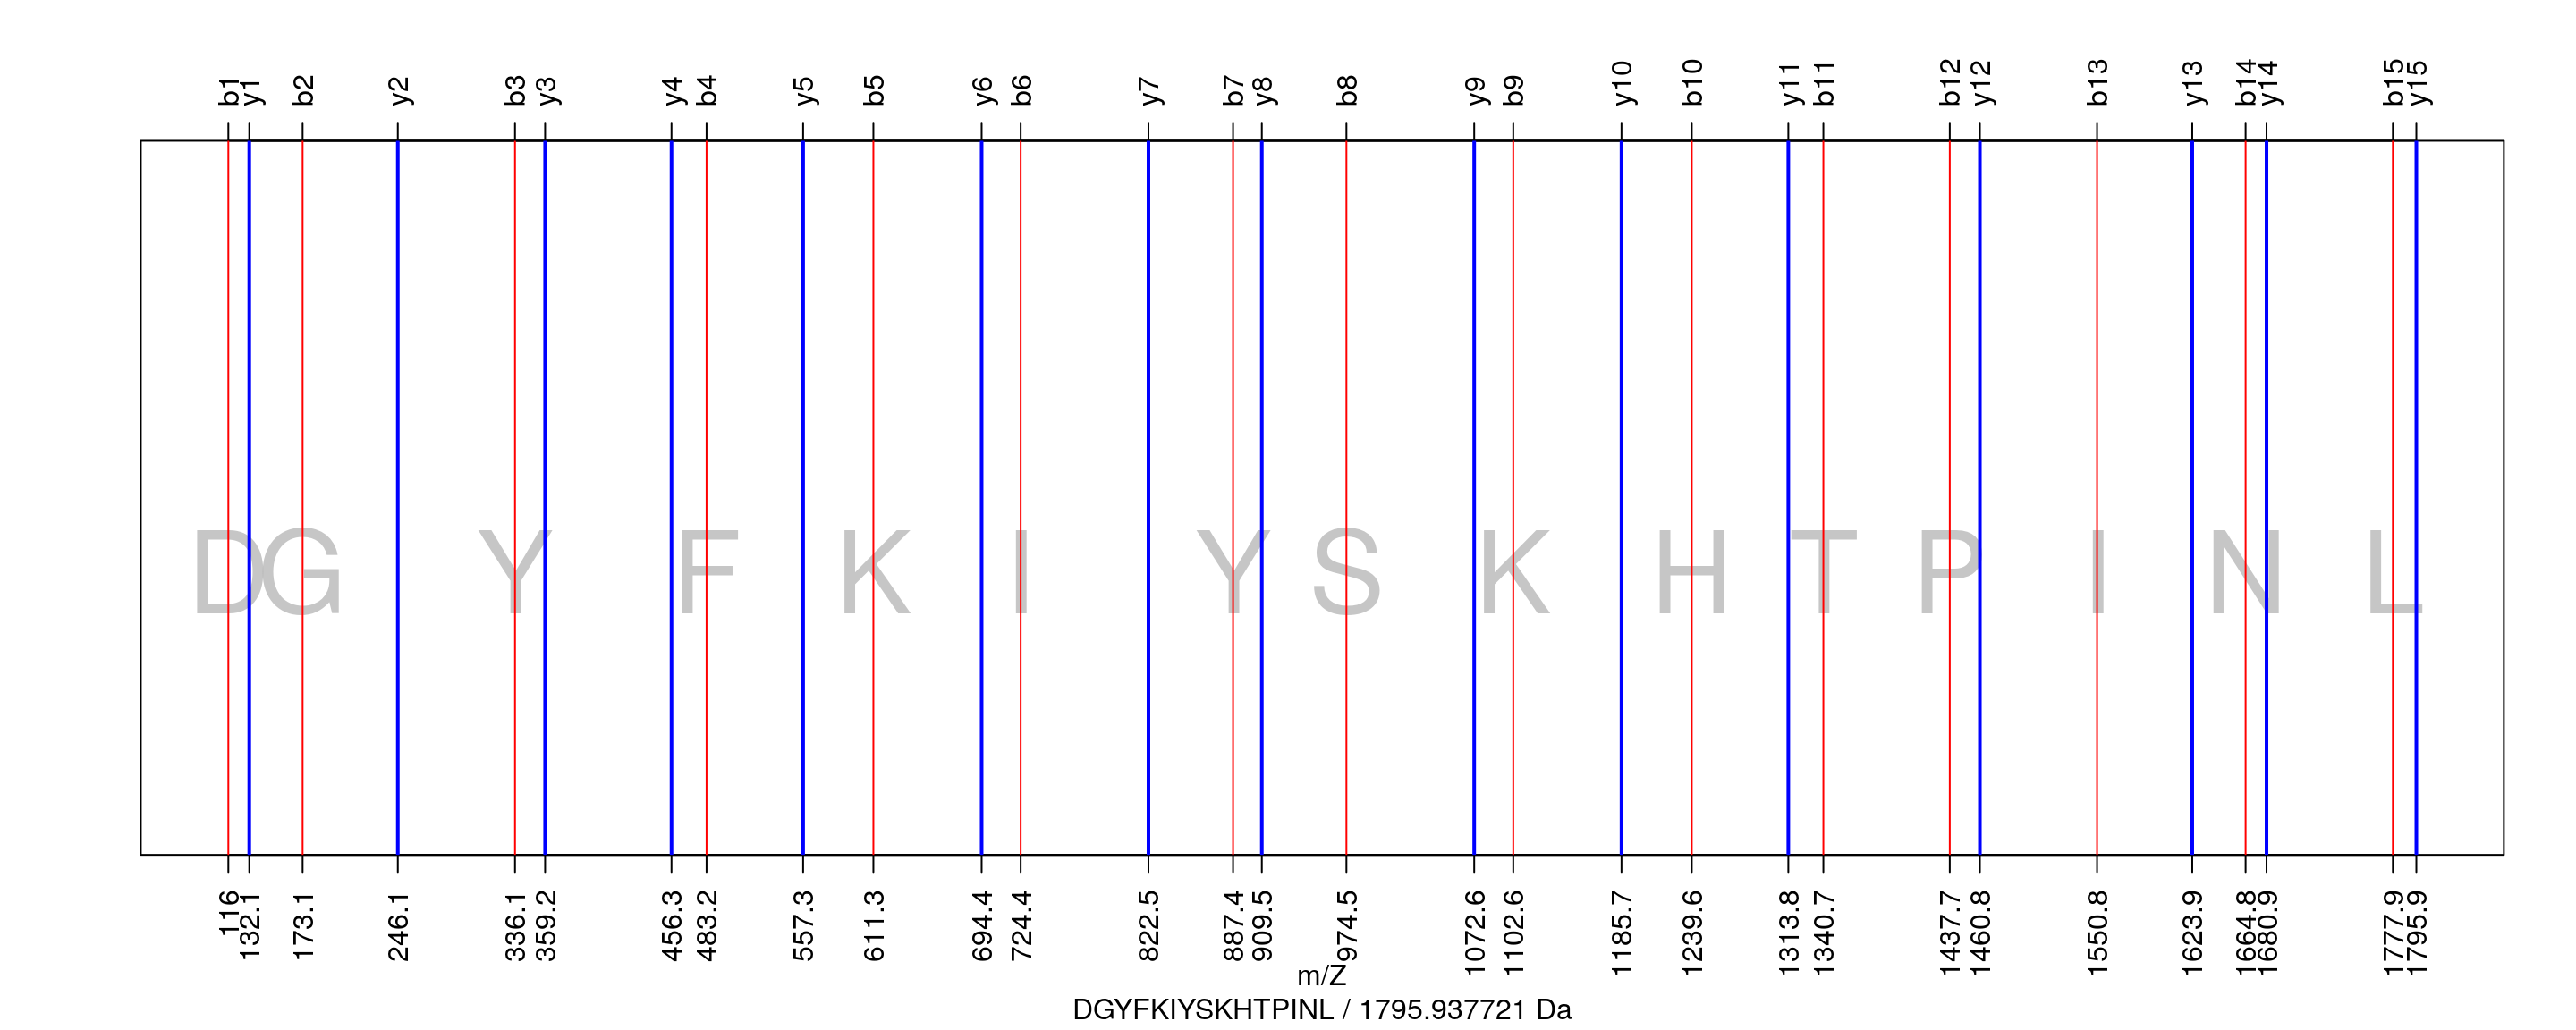 b1 y1 b2 y2 b3 y3 y4 b4 y5 b5 y6 b6 y7 b7 y8 b8 y9 b9 y10 b10 y11 b11 b12 y12 b13 y13 b14 y14 b15 y15
D G Y F K I Y S K H T P I N L
116 132.1 173.1 246.1 336.1 359.2 456.3 483.2 557.3 611.3 694.4 724.4 822.5 887.4 909.5 974.5 1072.6 1102.6 1185.7 1239.6 1313.8 1340.7 1437.7 1460.8 1550.8 1623.9 1664.8 1680.9 1777.9 1795.9
m/Z
DGYFKIYSKHTPINL / 1795.937721 Da